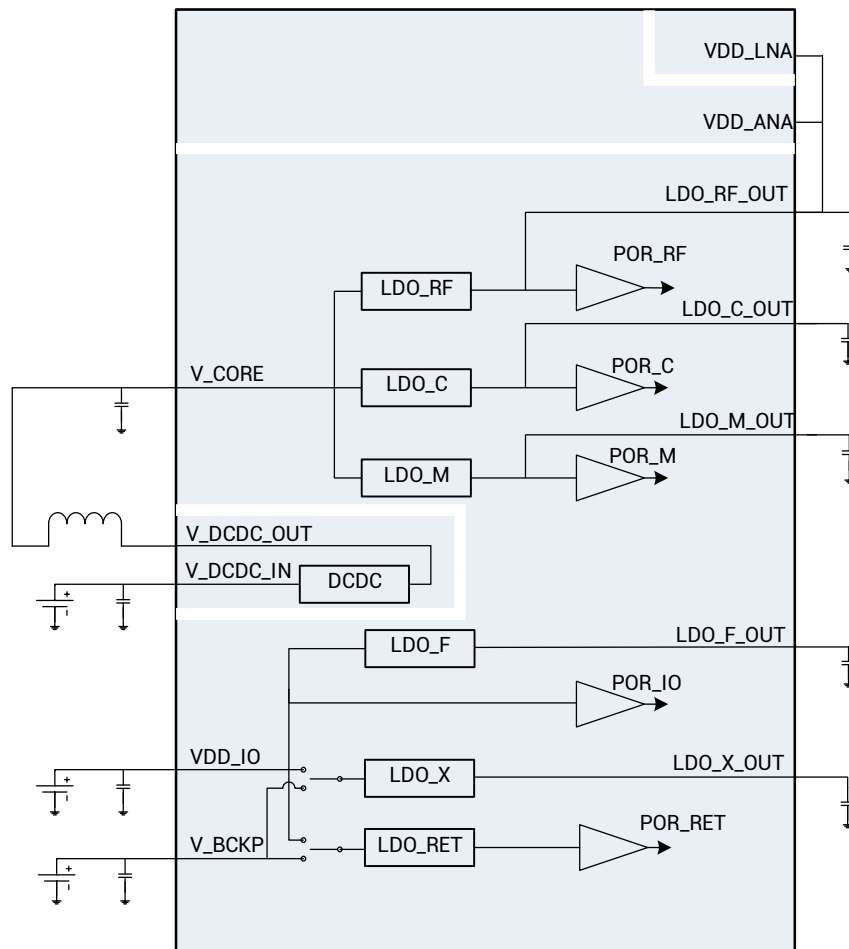 VDD_LNA
VDD_ANA
LDO_RF_OUT
POR_RF
LDO_RF
LDO_C_OUT
V_CORE
LDO_C
POR_C
LDO_M_OUT
POR_M
LDO_M
V_DCDC_OUT
V_DCDC_IN
DCDC
+
-
LDO_F
LDO_F_OUT
POR_IO
VDD_IO
LDO_X_OUT
LDO_X
+
-
POR_RET
V_BCKP
LDO_RET
+
-